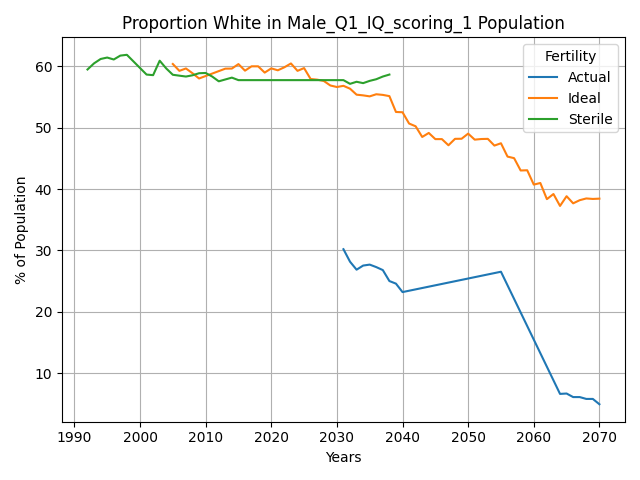 Proportion White in Male_Q1_IQ_scoring_1 Population
Fertility
Actual
Ideal
Sterile
% of Population
60
50
40
30
20
10
1990 2000 2010 2020 2030 2040 2050 2060 2070
Years